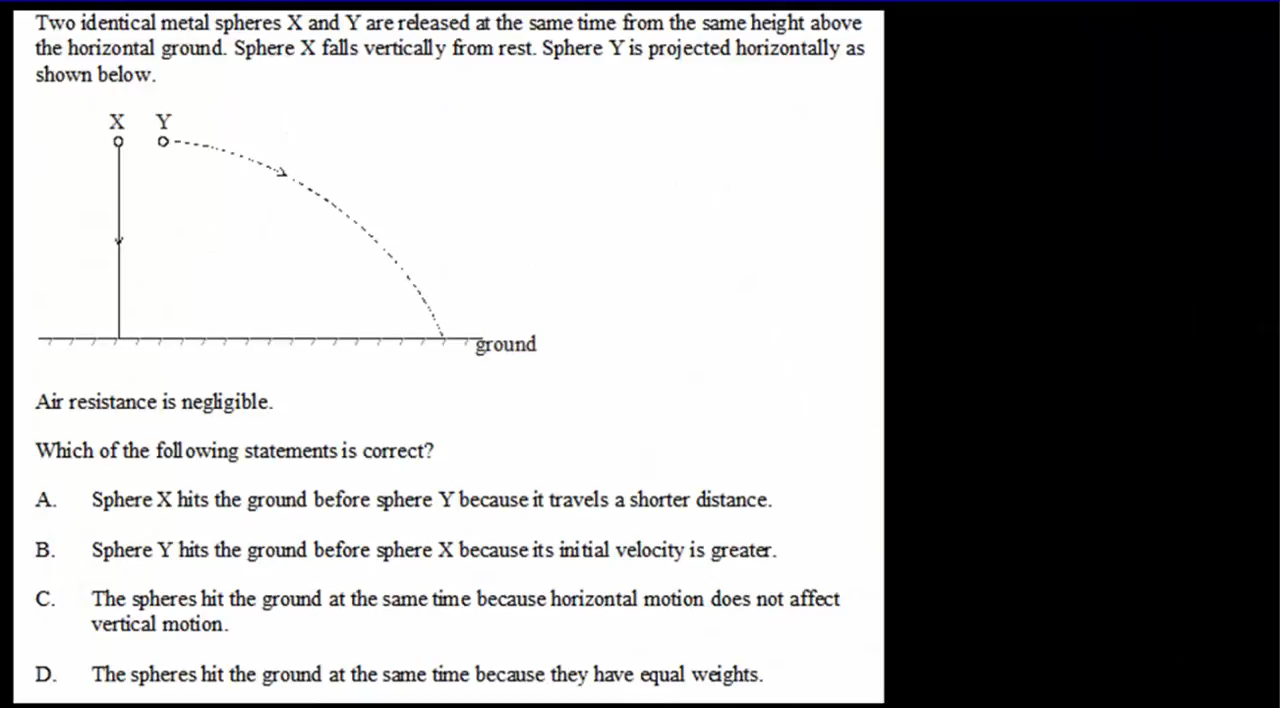 Two identical metal spheres X and Y are released at the same time from the same height above
the horizontal ground. Sphere X falls vertically from rest. Sphere Y is projected horizontally as
shown below.
X Y
ground
Air resistance is negligible.
Which of the following statements is correct?
A. Sphere X hits the ground before sphere Y because it travels a shorter distance.
B. Sphere Y hits the ground before sphere X because its initial velocity is greater.
C. The spheres hit the ground at the same time because horizontal motion does not affect
vertical motion.
D. The spheres hit the ground at the same time because they have equal weights.